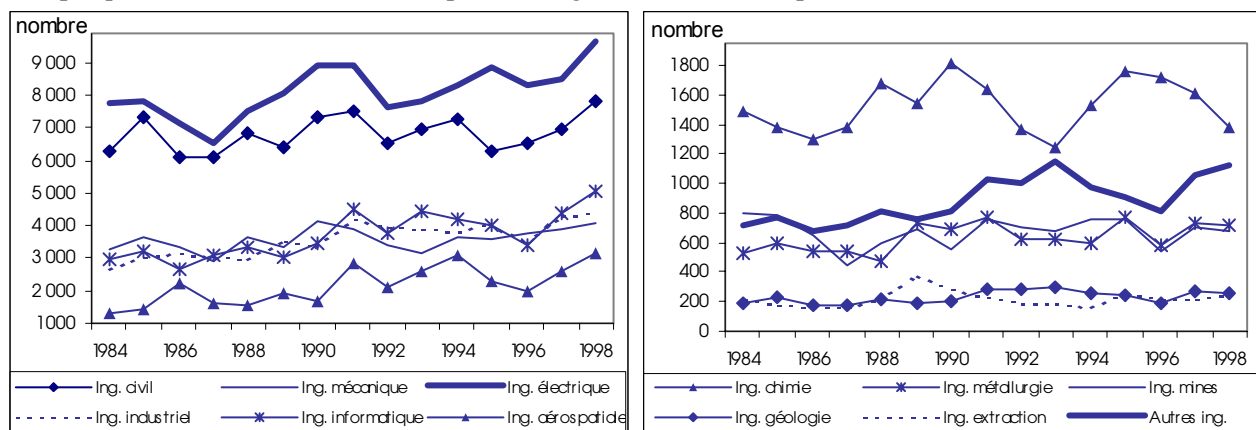 nombre
9 000
8 000
7 000
6 000
5 000
4 000
3 000
2 000
1 000
1984 1986 1988 1990 1992 1994 1996 1998
Ing. civil Ing. mécanique Ing. électrique
Ing. industriel Ing. informatique Ing. aérospatiale
nombre
1800
1600
1400
1200
1000
800
600
400
200
0
1984 1986 1988 1990 1992 1994 1996 1998
Ing. chimie Ing. métallurgie Ing. mines
Ing. géologie Ing. extraction Autres ing.